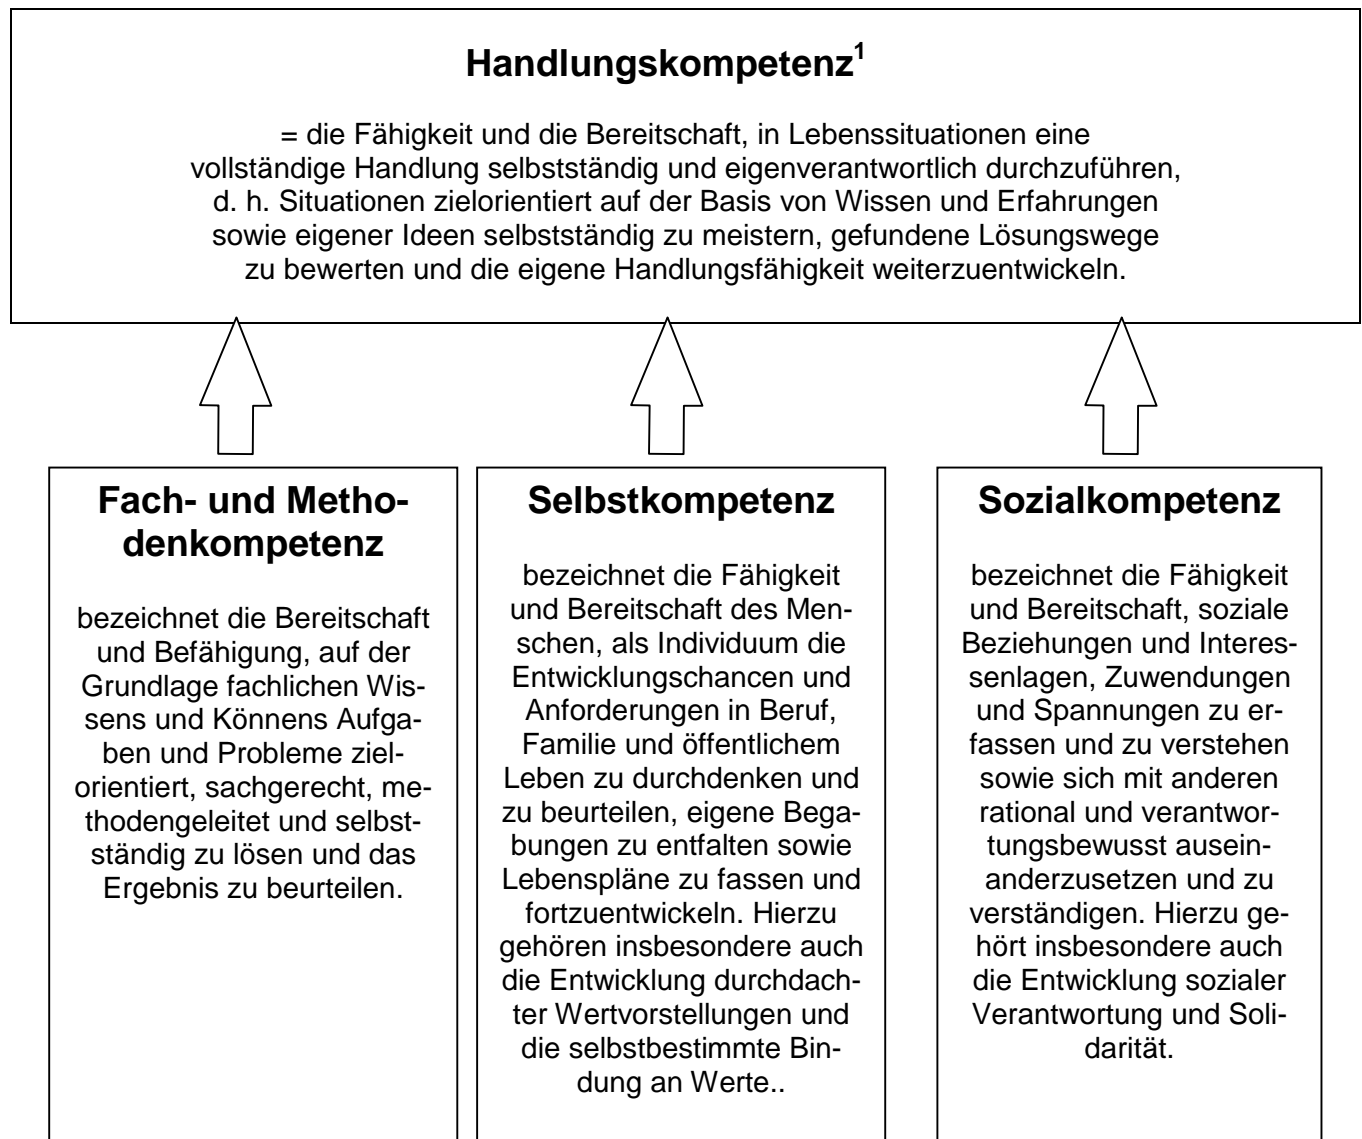 Handlungskompetenz¹
= die Fähigkeit und die Bereitschaft, in Lebenssituationen eine
vollständige Handlung selbstständig und eigenverantwortlich durchzuführen,
d. h. Situationen zielorientiert auf der Basis von Wissen und Erfahrungen
sowie eigener Ideen selbstständig zu meistern, gefundene Lösungswege
zu bewerten und die eigene Handlungsfähigkeit weiterzuentwickeln.
Fach- und Metho-
denkompetenz
bezeichnet die Bereitschaft
und Befähigung, auf der
Grundlage fachlichen Wis-
sens und Könnens Aufga-
ben und Probleme ziel-
orientiert, sachgerecht, me-
thodengeleitet und selbst-
ständig zu lösen und das
Ergebnis zu beurteilen.
Selbstkompetenz
bezeichnet die Fähigkeit
und Bereitschaft des Men-
schen, als Individuum die
Entwicklungschancen und
Anforderungen in Beruf,
Familie und öffentlichem
Leben zu durchdenken und
zu beurteilen, eigene Bega-
bungen zu entfalten sowie
Lebenspläne zu fassen und
fortzuentwickeln. Hierzu
gehören insbesondere auch
die Entwicklung durchdach-
ter Wertvorstellungen und
die selbstbestimmte Bin-
dung an Werte..
Sozialkompetenz
bezeichnet die Fähigkeit
und Bereitschaft, soziale
Beziehungen und Interes-
senlagen, Zuwendungen
und Spannungen zu er-
fassen und zu verstehen
sowie sich mit anderen
rational und verantwor-
tungsbewusst ausein-
anderzusetzen und zu
verständigen. Hierzu ge-
hört insbesondere auch
die Entwicklung sozialer
Verantwortung und Soli-
darität.